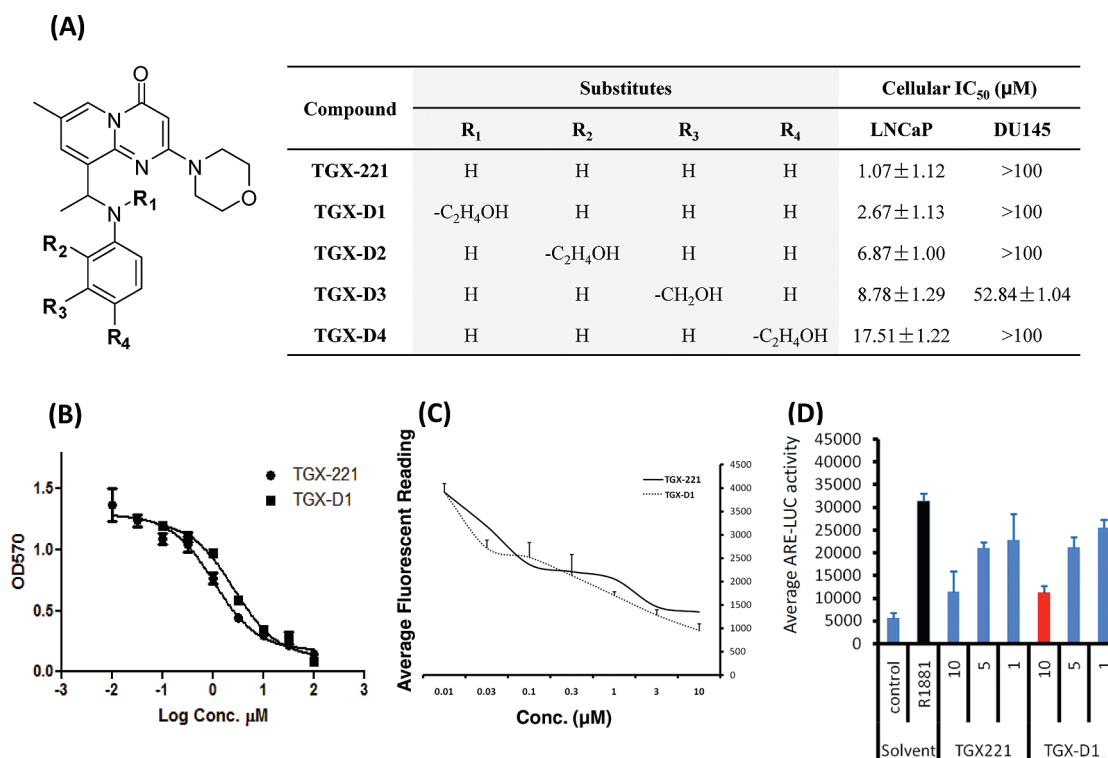 (A)
O
N
N
N
O
N
R1
R2
R3
R4
Compound Substitutes Cellular IC50 (µM)
R1 R2 R3 R4 LNCaP DU145
TGX-221 H H H H 1.07±1.12 >100
TGX-D1 -C2H4OH H H H 2.67±1.13 >100
TGX-D2 H -C2H4OH H H 6.87±1.00 >100
TGX-D3 H H -CH2OH H 8.78±1.29 52.84±1.04
TGX-D4 H H H -C2H4OH 17.51±1.22 >100
(B)
OD570
1.5
1.0
0.5
0.0
-3 -2 -1 0 1 2 3
Log Conc. µM
TGX-221
TGX-D1
(C)
Average Fluorescent Reading
TGX-221
TGX-D1
4500
4000
3500
3000
2500
2000
1500
1000
500
0
0.01 0.03 0.1 0.3 1 3 10
Conc. (µM)
(D)
Average ARE-LUC activity
45000
40000
35000
30000
25000
20000
15000
10000
5000
0
control R1881 10 5 1 10 5 1
Solvent TGX221 TGX-D1